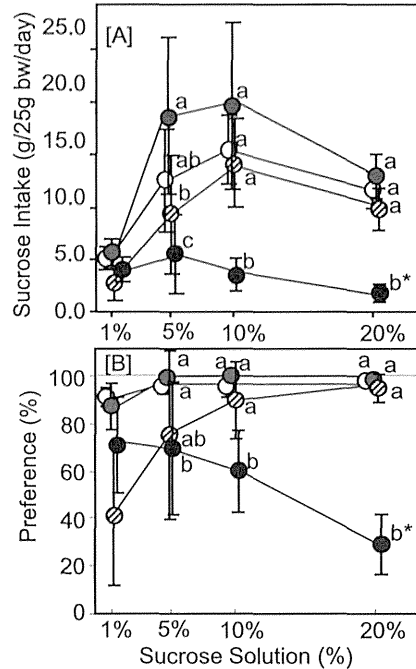 [A]
Sucrose Intake (g/25g bw/day)
25.0
20.0
15.0
10.0
5.0
0.0
a
a
a
ab
a
a
b
a
a
c
b
b*
1% 5% 10% 20%
[B]
Preference (%)
100
80
60
40
20
0
a a a
a a a
ab a
b b
b*
1% 5% 10% 20%
Sucrose Solution (%)